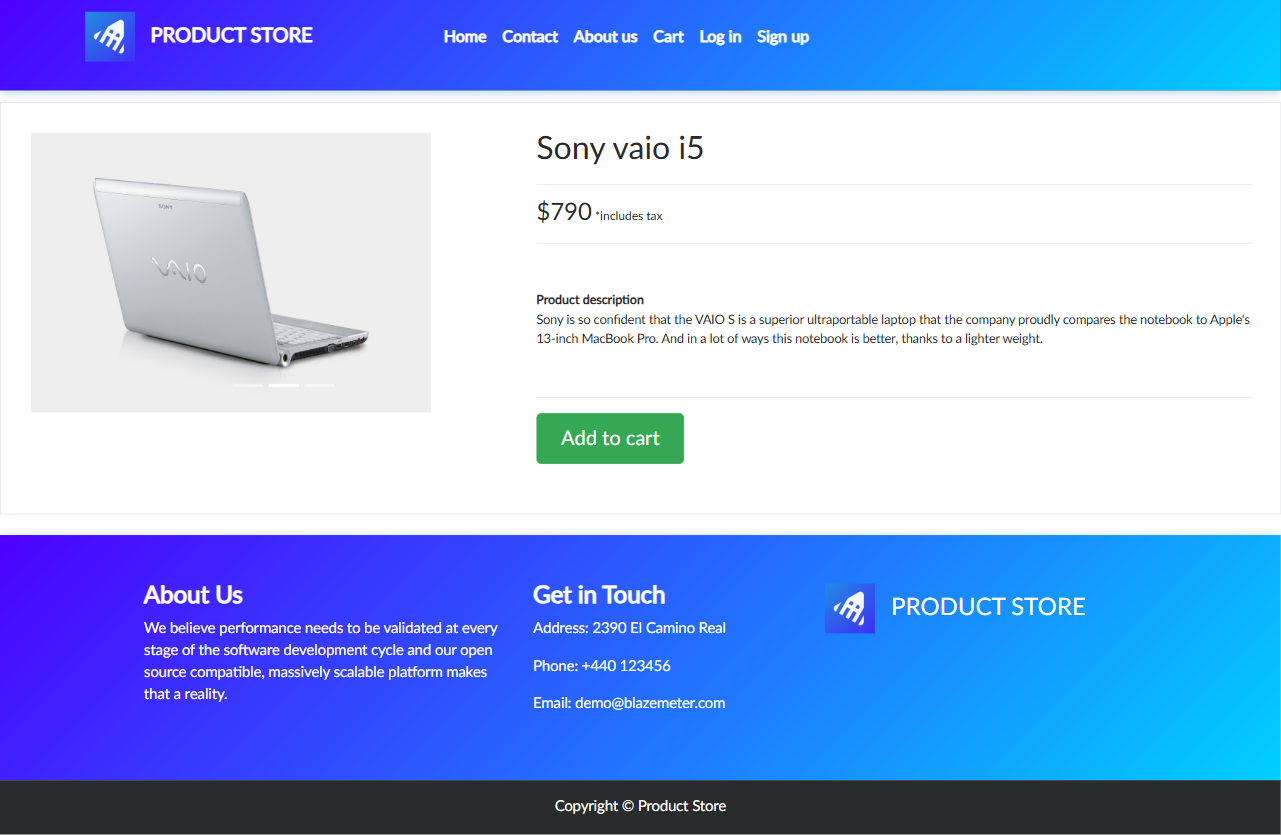 PRODUCT STORE
Home Contact About us Cart Log in Sign up
SONY
VAIO
Sony vaio i5
$790 *includes tax
Product description
Sony is so confident that the VAIO S is a superior ultraportable laptop that the company proudly compares the notebook to Apple's
13-inch MacBook Pro. And in a lot of ways this notebook is better, thanks to a lighter weight.
Add to cart
About Us
We believe performance needs to be validated at every
stage of the software development cycle and our open
source compatible, massively scalable platform makes
that a reality.
Get in Touch
Address: 2390 El Camino Real
Phone: +440 123456
Email: demo@blazemeter.com
PRODUCT STORE
Copyright © Product Store